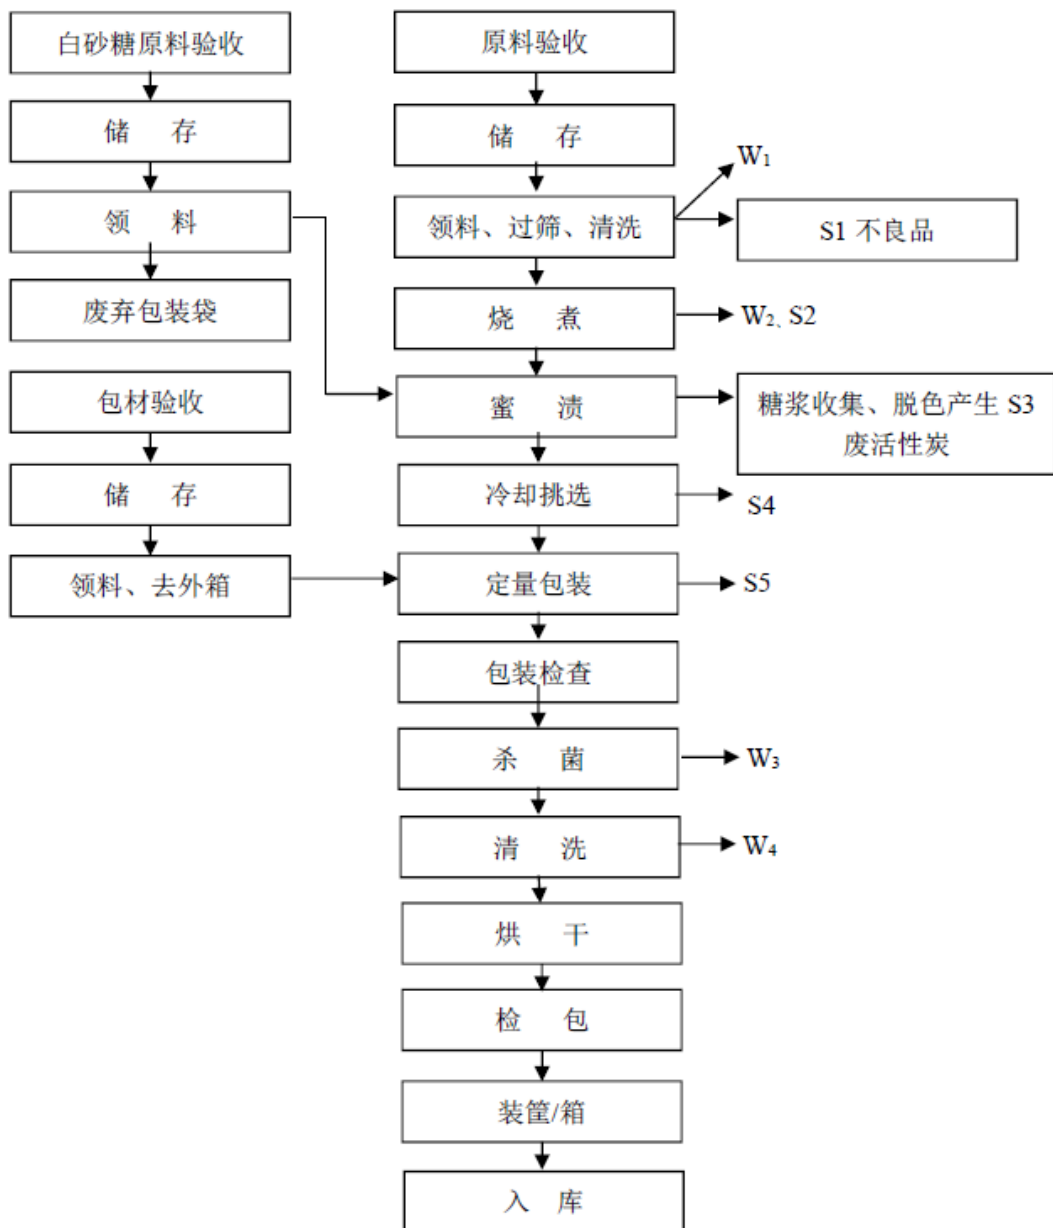 白砂糖原料验收
储 存
领 料
废弃包装袋
包材验收
储 存
领料、去外箱
原料验收
储 存
领料、过筛、清洗
W₁
S1 不良品
烧 煮
W₂、S2
蜜 渍
糖浆收集、脱色产生 S3
废活性炭
冷却挑选
S4
定量包装
S5
包装检查
杀 菌
W₃
清 洗
W₄
烘 干
检 包
装筐/箱
入 库